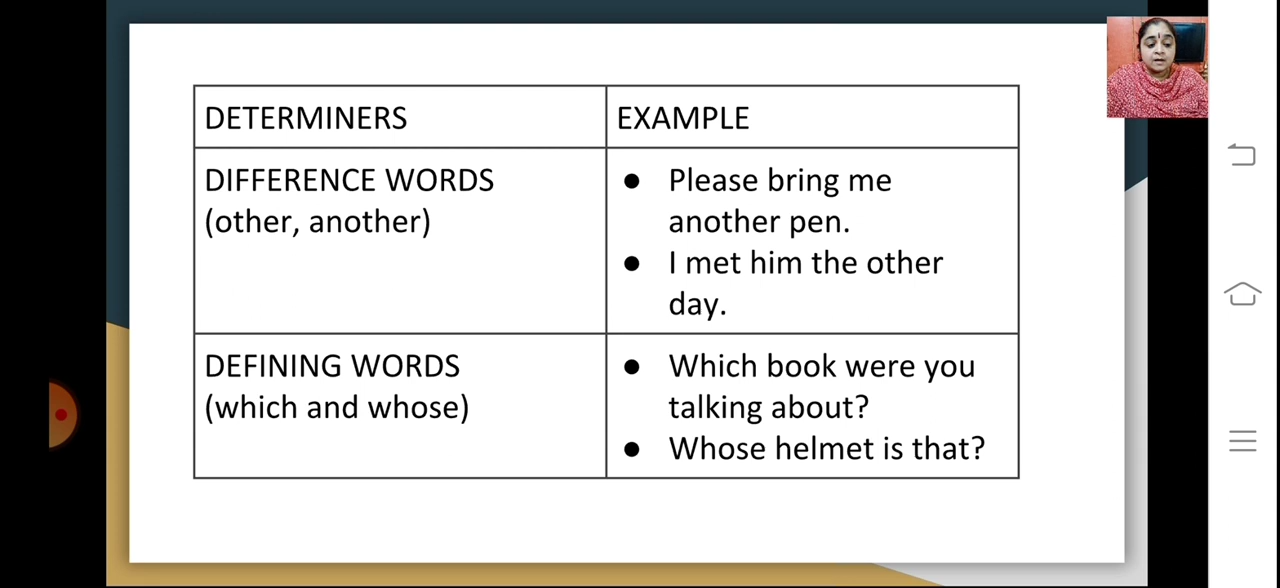 DETERMINERS
EXAMPLE
DIFFERENCE WORDS
(other, another)
● Please bring me
another pen.
● I met him the other
day.
DEFINING WORDS
(which and whose)
● Which book were you
talking about?
● Whose helmet is that?